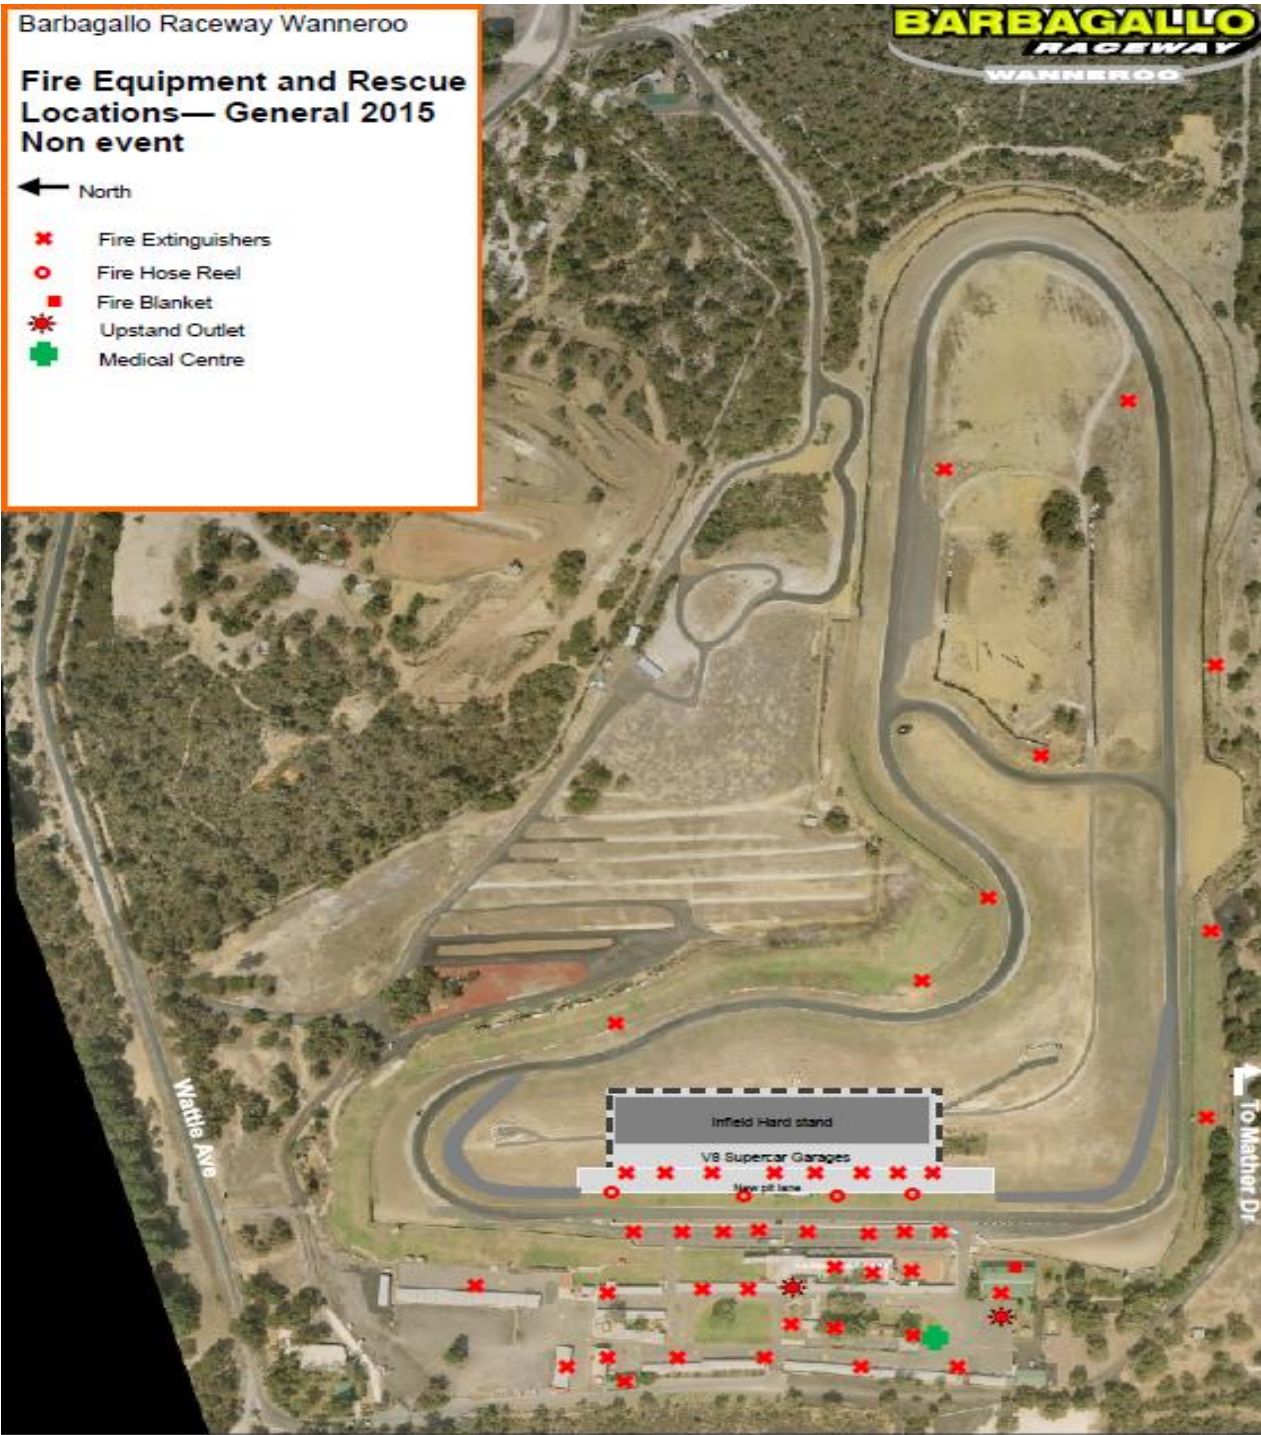 Barbagallo Raceway Wanneroo
BARBAGALLO
RACEWAY
WANNEROO
Fire Equipment and Rescue
Locations— General 2015
Non event
North
Fire Extinguishers
Fire Hose Reel
Fire Blanket
Upstand Outlet
Medical Centre
Wattle Ave
Infield Hard stand
V8 Supercar Garages
New pit lane
To Mather Dr